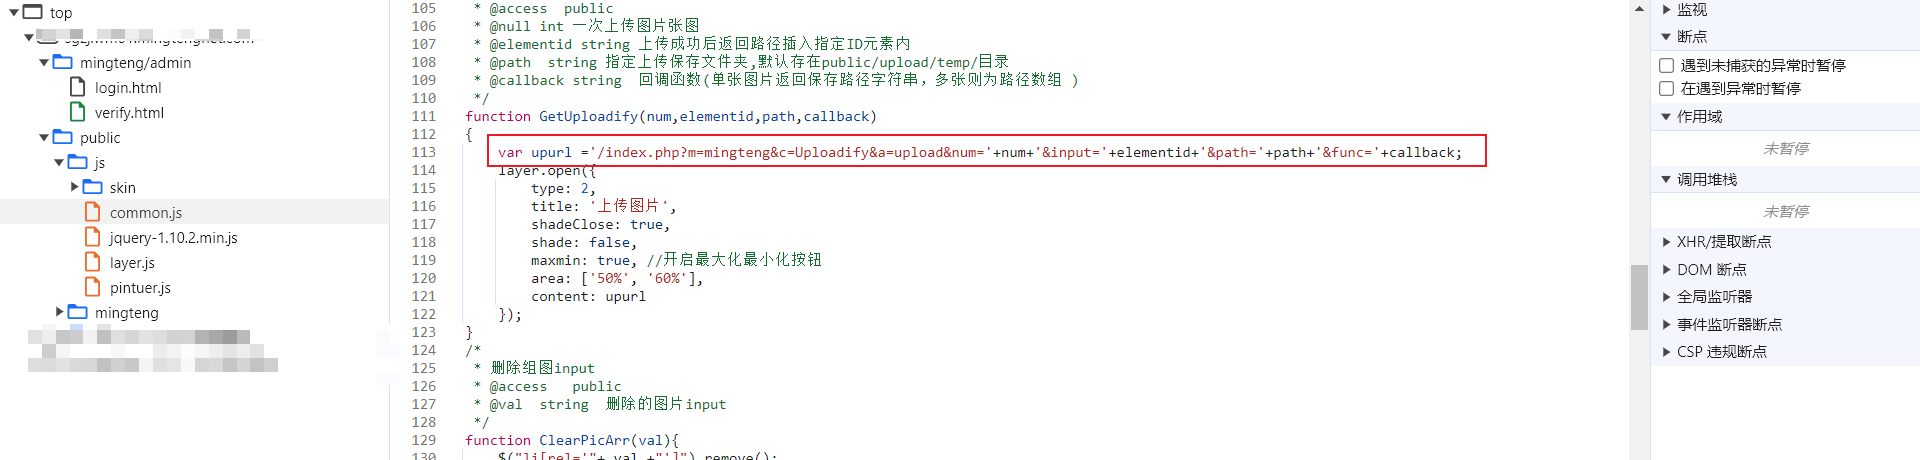 top
mingteng/admin
login.html
verify.html
public
js
skin
common.js
jquery-1.10.2.min.js
layer.js
pintuer.js
mingteng
105 * @access public
106 * @null int 一次上传图片张图
107 * @elementid string 上传成功后返回路径插入指定ID元素内
108 * @path string 指定上传保存文件夹,默认存在public/upload/temp/目录
109 * @callback string 回调函数(单张图片返回保存路径字符串，多张则为路径数组 )
110 */
111 function GetUploadify(num,elementid,path,callback)
112 {
113 var upurl ='/index.php?m=mingteng&c=Uploadify&a=upload&num='+num+'&input='+elementid+'&path='+path+'&func='+callback;
114 layer.open({
115 type: 2,
116 title: '上传图片',
117 shadeClose: true,
118 shade: false,
119 maxmin: true, //开启最大化最小化按钮
120 area: ['50%', '60%'],
121 content: upurl
122 });
123 }
124 /*
125 * 删除组图input
126 * @access public
127 * @val string 删除的图片input
128 */
129 function ClearPicArr(val){
130 $("li[rel='"+ val +"']").remove();
监视
断点
遇到未捕获的异常时暂停
在遇到异常时暂停
作用域
未暂停
调用堆栈
未暂停
XHR/提取断点
DOM 断点
全局监听器
事件监听器断点
CSP 违规断点